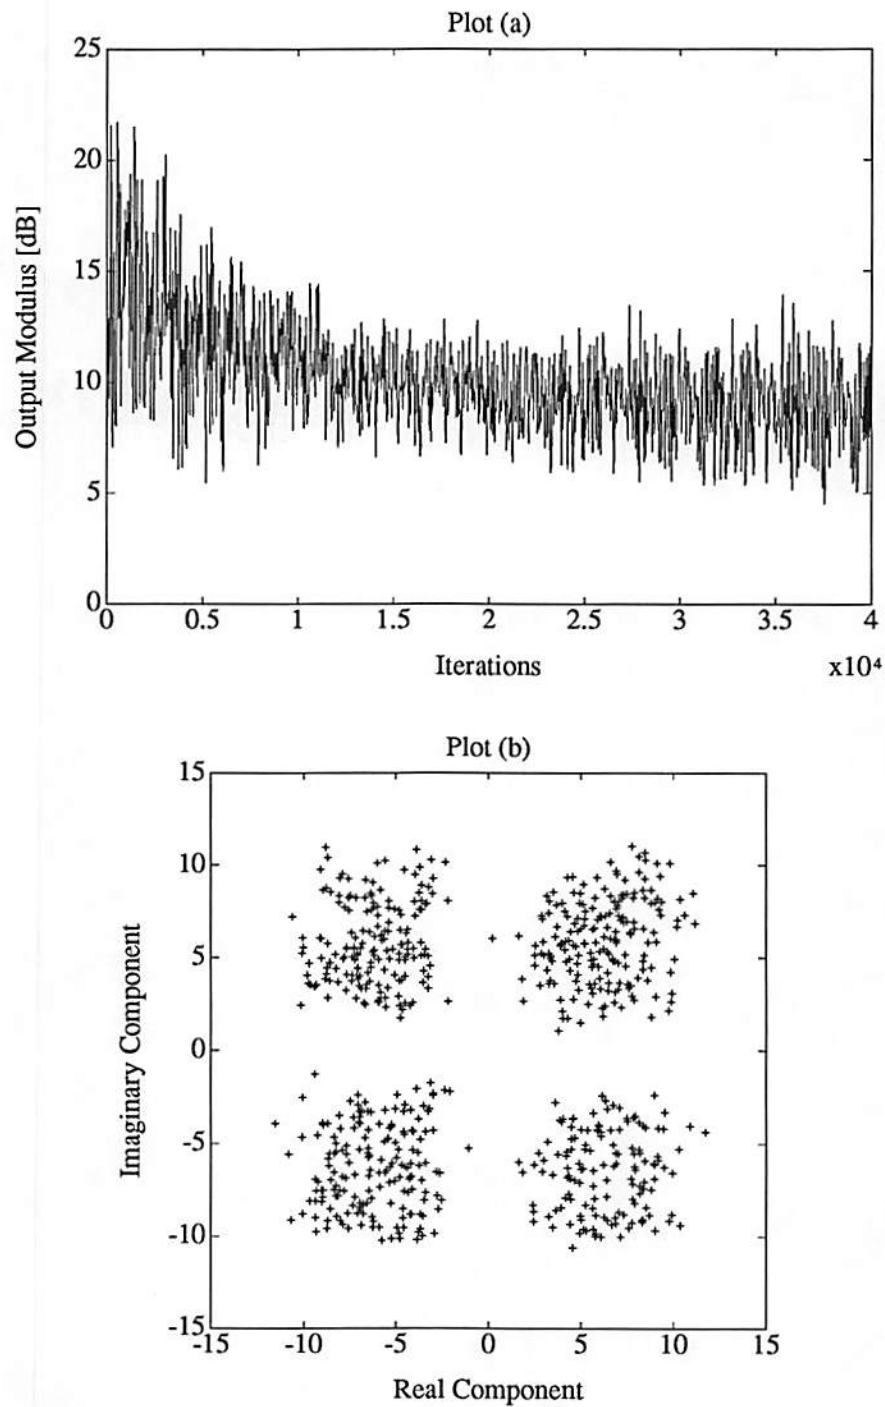 Plot (a)
25
20
15
10
5
0
Output Modulus [dB]
0 0.5 1 1.5 2 2.5 3 3.5 4
Iterations x10⁴
Plot (b)
15
10
5
0
-5
-10
-15
Imaginary Component
-15 -10 -5 0 5 10 15
Real Component